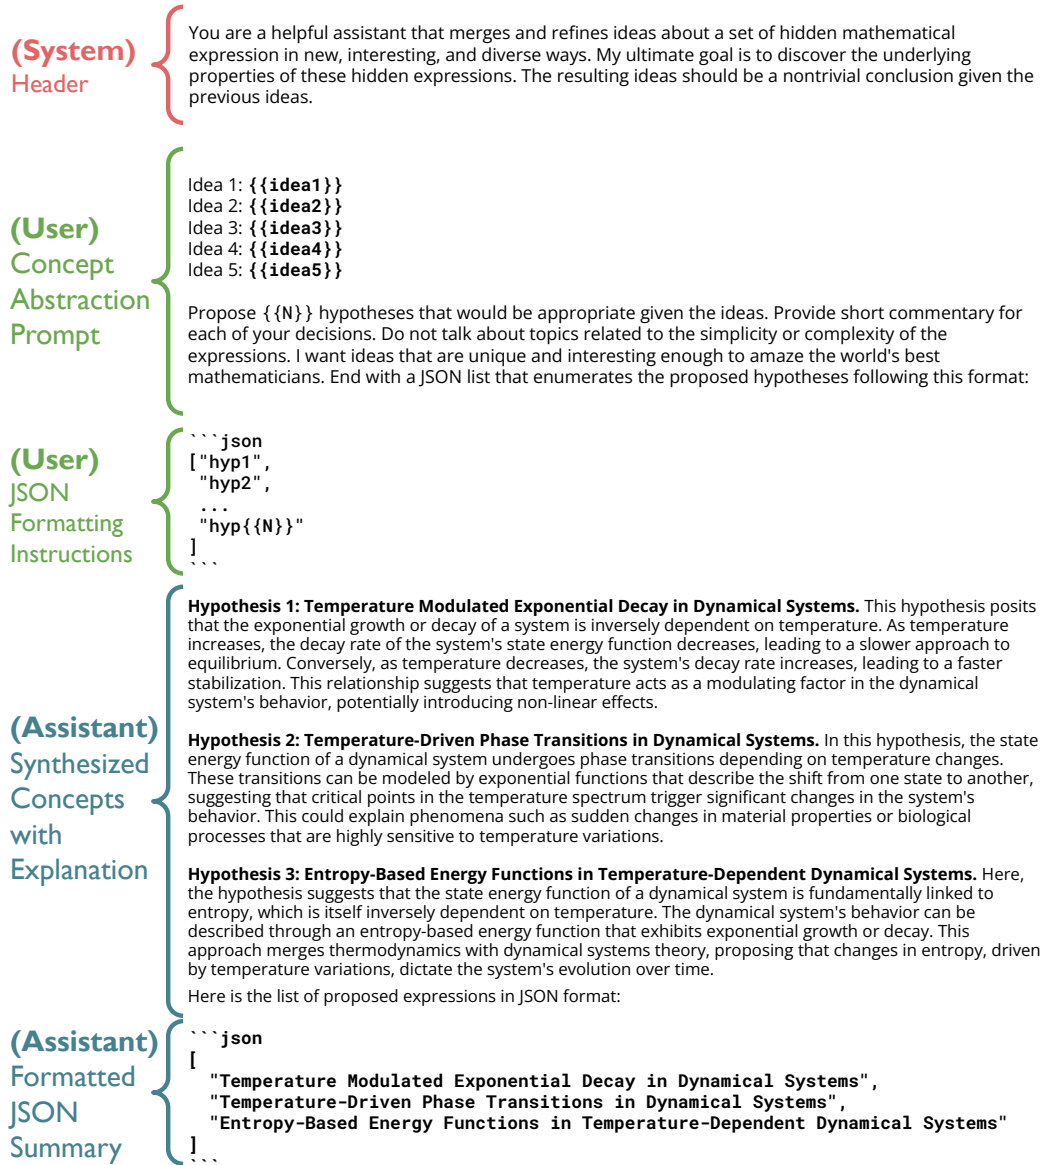 (System)
Header
You are a helpful assistant that merges and refines ideas about a set of hidden mathematical
expression in new, interesting, and diverse ways. My ultimate goal is to discover the underlying
properties of these hidden expressions. The resulting ideas should be a nontrivial conclusion given the
previous ideas.
(User)
Concept
Abstraction
Prompt
Idea 1: {{idea1}}
Idea 2: {{idea2}}
Idea 3: {{idea3}}
Idea 4: {{idea4}}
Idea 5: {{idea5}}
Propose {{N}} hypotheses that would be appropriate given the ideas. Provide short commentary for
each of your decisions. Do not talk about topics related to the simplicity or complexity of the
expressions. I want ideas that are unique and interesting enough to amaze the world's best
mathematicians. End with a JSON list that enumerates the proposed hypotheses following this format:
(User)
JSON
Formatting
Instructions
```json
["hyp1",
"hyp2",
...
"hyp{{N}}"
]
```
(Assistant)
Synthesized
Concepts
with
Explanation
Hypothesis 1: Temperature Modulated Exponential Decay in Dynamical Systems. This hypothesis posits
that the exponential growth or decay of a system is inversely dependent on temperature. As temperature
increases, the decay rate of the system's state energy function decreases, leading to a slower approach to
equilibrium. Conversely, as temperature decreases, the system's decay rate increases, leading to a faster
stabilization. This relationship suggests that temperature acts as a modulating factor in the dynamical
system's behavior, potentially introducing non-linear effects.
Hypothesis 2: Temperature-Driven Phase Transitions in Dynamical Systems. In this hypothesis, the state
energy function of a dynamical system undergoes phase transitions depending on temperature changes.
These transitions can be modeled by exponential functions that describe the shift from one state to another,
suggesting that critical points in the temperature spectrum trigger significant changes in the system's
behavior. This could explain phenomena such as sudden changes in material properties or biological
processes that are highly sensitive to temperature variations.
Hypothesis 3: Entropy-Based Energy Functions in Temperature-Dependent Dynamical Systems. Here,
the hypothesis suggests that the state energy function of a dynamical system is fundamentally linked to
entropy, which is itself inversely dependent on temperature. The dynamical system's behavior can be
described through an entropy-based energy function that exhibits exponential growth or decay. This
approach merges thermodynamics with dynamical systems theory, proposing that changes in entropy, driven
by temperature variations, dictate the system's evolution over time.
Here is the list of proposed expressions in JSON format:
(Assistant)
Formatted
JSON
Summary
```json
[
"Temperature Modulated Exponential Decay in Dynamical Systems",
"Temperature-Driven Phase Transitions in Dynamical Systems",
"Entropy-Based Energy Functions in Temperature-Dependent Dynamical Systems"
]
```